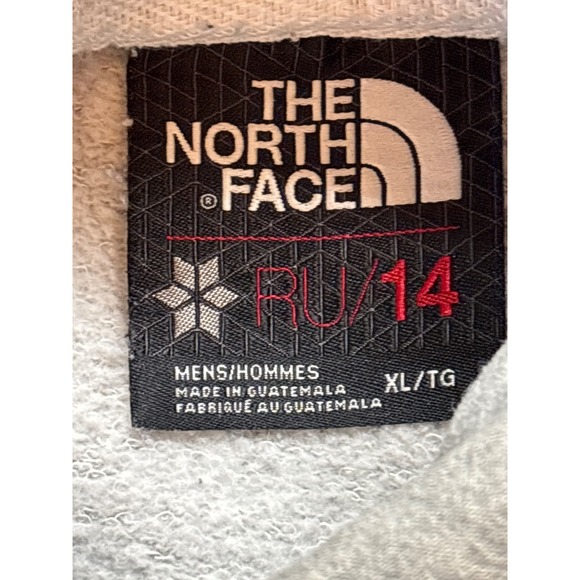 THE
NORTH
® FACE
RU/14
MENS/HOMMES
MADE IN GUATEMALA
FABRIQUÉ AU GUATEMALA
XL/TG